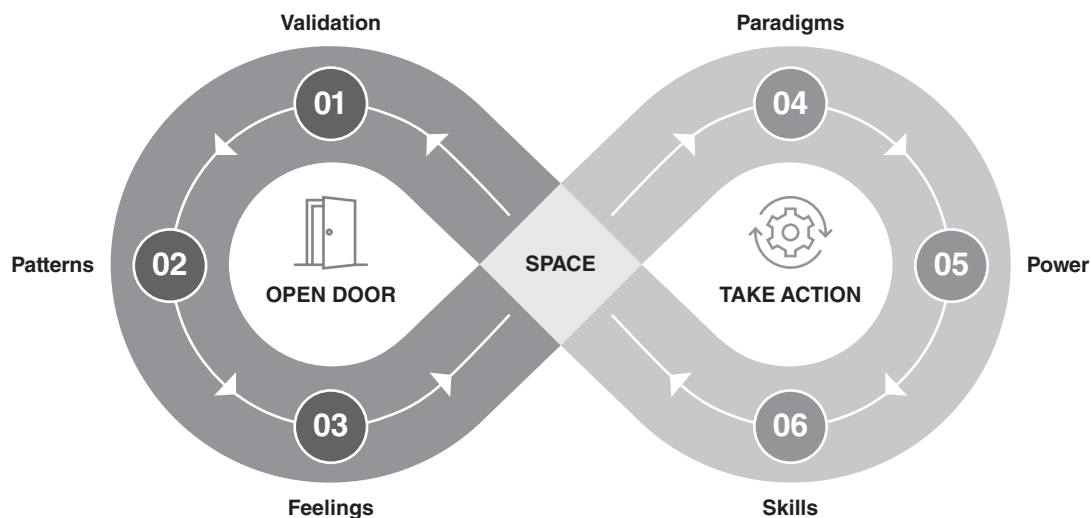 Validation
Paradigms
01
04
Patterns
02
OPEN DOOR
SPACE
TAKE ACTION
05
Power
03
06
Feelings
Skills